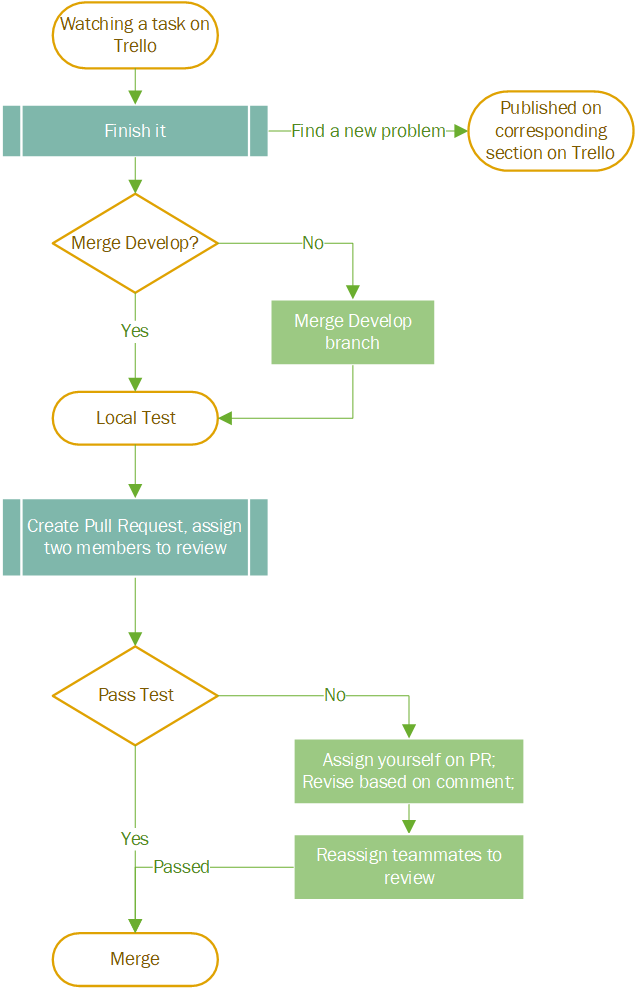 Watching a task on
Trello
Finish it
Find a new problem
Published on
corresponding
section on Trello
Merge Develop?
No
Merge Develop
branch
Yes
Local Test
Create Pull Request, assign
two members to review
Pass Test
No
Assign yourself on PR;
Revise based on comment;
Reassign teammates to
review
Yes
Passed
Merge